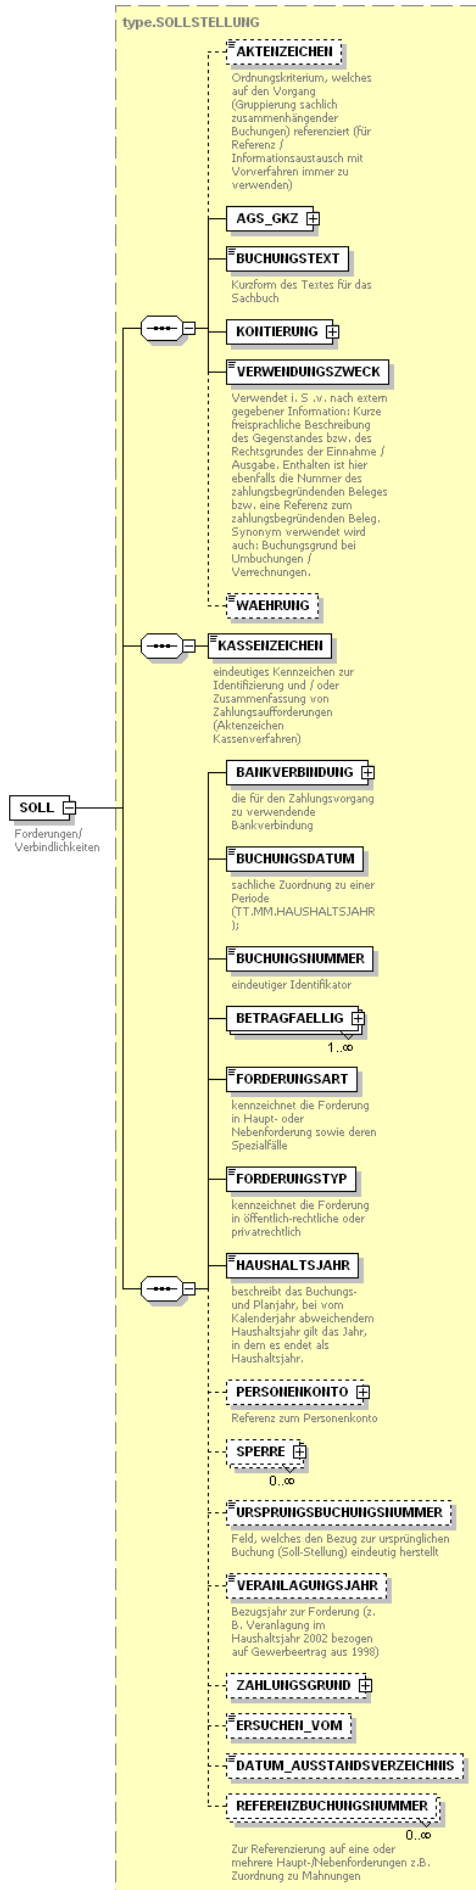 type.SOLLSTELLUNG
AKTENZEICHEN
Ordnungskriterium, welches
auf den Vorgang
(Gruppierung sachlich
zusammenhängender
Buchungen) referenziert (für
Referenz /
Informationsaustausch mit
Vorverfahren immer zu
verwenden)
AGS_GKZ
BUCHUNGSTEXT
Kurzform des Textes für das
Sachbuch
KONTIERUNG
VERWENDUNGSZWECK
Verwendet i. S .v. nach extern
gegebener Information: Kurze
freisprachliche Beschreibung
des Gegenstandes bzw. des
Rechtsgrundes der Einnahme /
Ausgabe. Enthalten ist hier
ebenfalls die Nummer des
zahlungsbegründenden Beleges
bzw. eine Referenz zum
zahlungsbegründenden Beleg.
Synonym verwendet wird
auch: Buchungsgrund bei
Umbuchungen /
Verrechnungen.
WAEHRUNG
KASSENZEICHEN
eindeutiges Kennzeichen zur
Identifizierung und / oder
Zusammenfassung von
Zahlungsaufforderungen
(Aktenzeichen
Kassenverfahren)
SOLL
Forderungen/
Verbindlichkeiten
BANKVERBINDUNG
die für den Zahlungsvorgang
zu verwendende
Bankverbindung
BUCHUNGSDATUM
sachliche Zuordnung zu einer
Periode
(TT.MM.HAUSHALTSJAHR
);
BUCHUNGSNUMMER
eindeutiger Identifikator
BETRAGFAELLIG
1..∞
FORDERUNGSART
kennzeichnet die Forderung
in Haupt- oder
Nebenforderung sowie deren
Spezialfälle
FORDERUNGSTYP
kennzeichnet die Forderung
in öffentlich-rechtliche oder
privatrechtlich
HAUSHALTSJAHR
beschreibt das Buchungs-
und Planjahr, bei vom
Kalenderjahr abweichendem
Haushaltsjahr gilt das Jahr,
in dem es endet als
Haushaltsjahr.
PERSONENKONTO
Referenz zum Personenkonto
SPERRE
0..∞
URSPRUNGSBUCHUNGSNUMMER
Feld, welches den Bezug zur ursprünglichen
Buchung (Soll-Stellung) eindeutig herstellt
VERANLAGUNGSJAHR
Bezugsjahr zur Forderung (z.
B. Veranlagung im
Haushaltsjahr 2002 bezogen
auf Gewerbeertrag aus 1998)
ZAHLUNGSGRUND
ERSUCHEN_VOM
DATUM_AUSSTANDSVERZEICHNIS
REFERENZBUCHUNGSNUMMER
0..∞
Zur Referenzierung auf eine oder
mehrere Haupt-/Nebenforderungen z.B.
Zuordnung zu Mahnungen